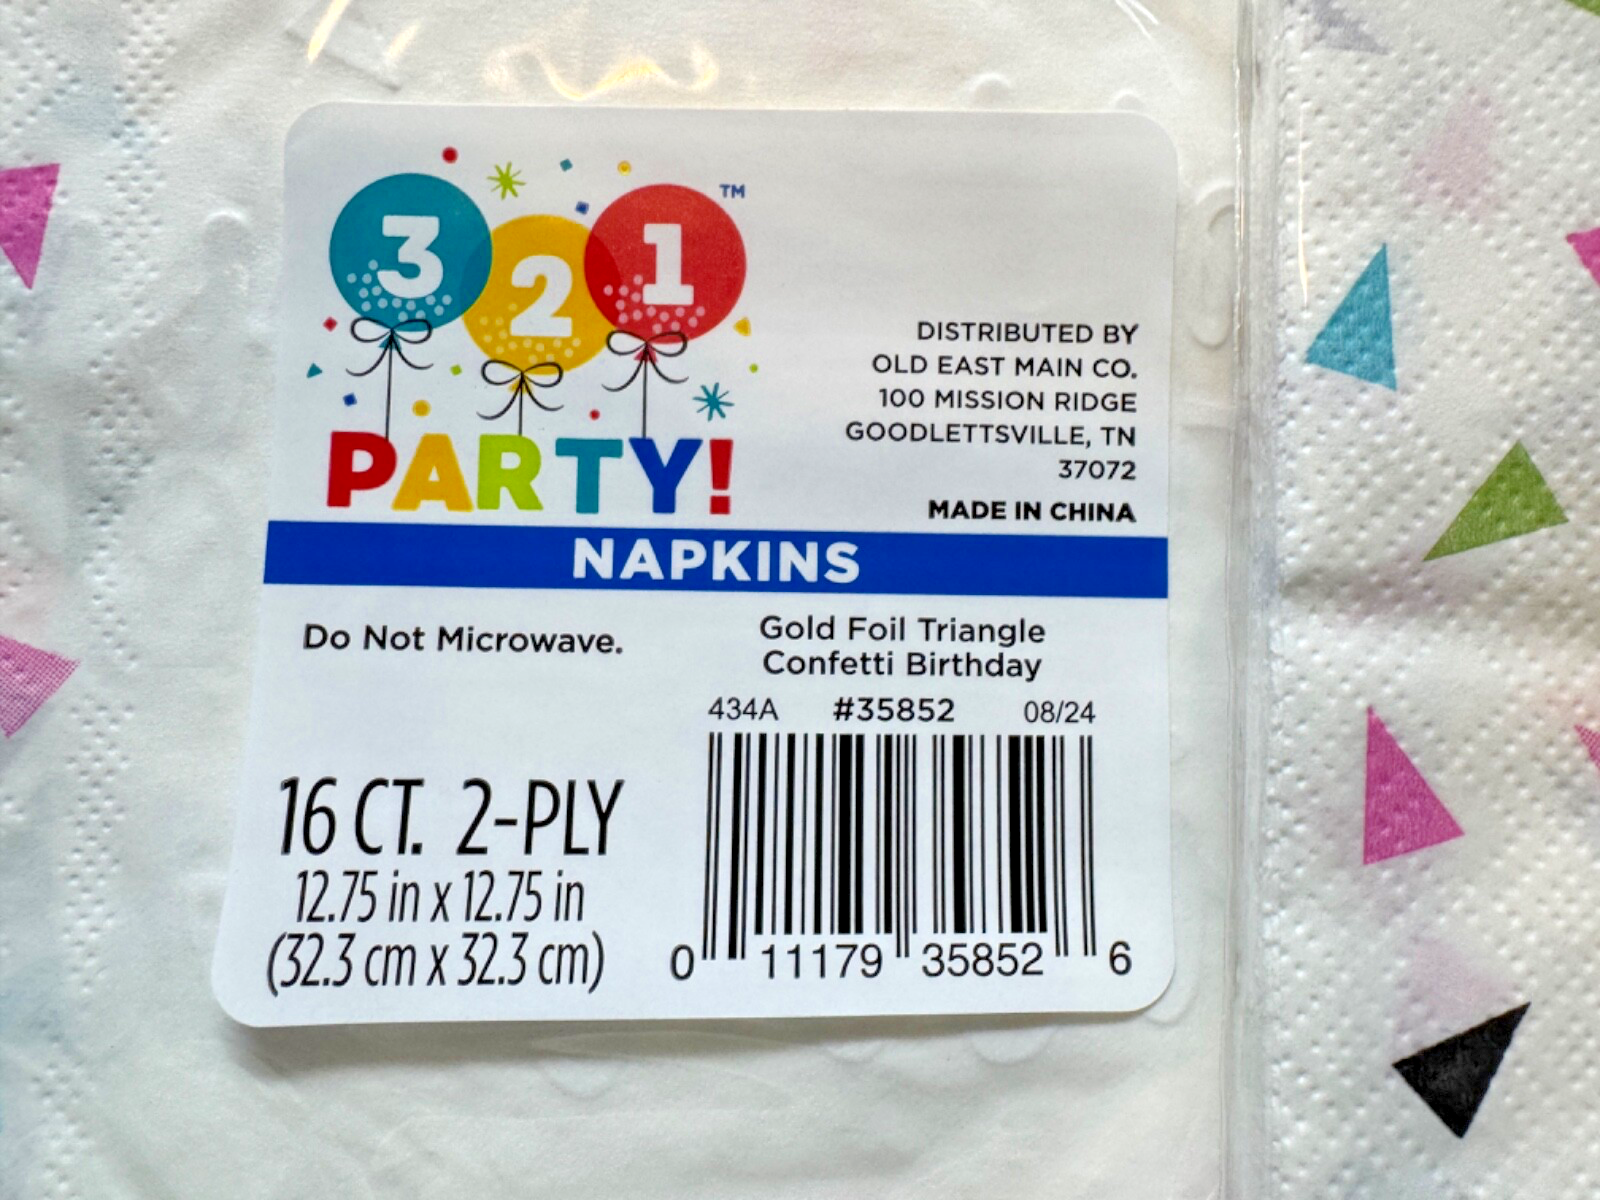 3 2 1 ™
PARTY!
DISTRIBUTED BY
OLD EAST MAIN CO.
100 MISSION RIDGE
GOODLETTSVILLE, TN
37072
MADE IN CHINA
NAPKINS
Do Not Microwave.
Gold Foil Triangle
Confetti Birthday
434A #35852 08/24
16 CT. 2-PLY
12.75 in x 12.75 in
(32.3 cm x 32.3 cm)
0 11179 35852 6